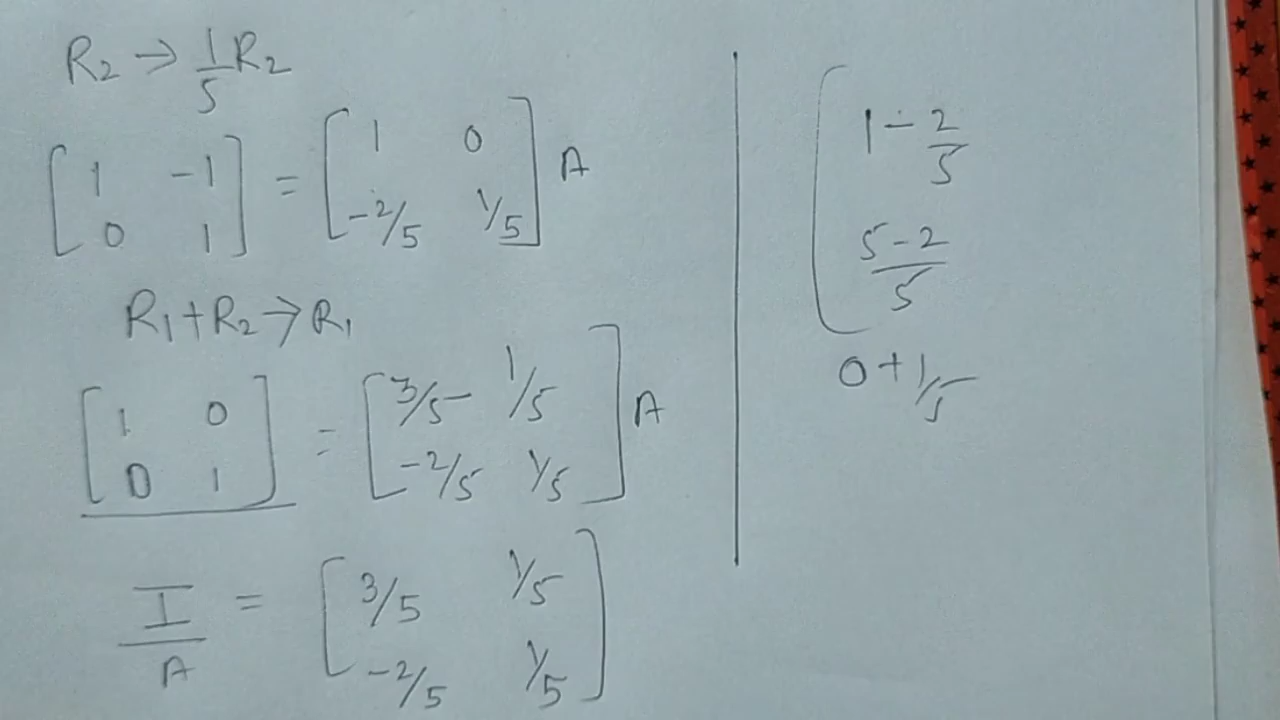 R₂ → 1/5 R₂
[1 -1] = [1 0] A
[0 1] [-2/5 1/5]
R₁ + R₂ → R₁
[1 0] = [3/5 1/5] A
[0 1] [-2/5 1/5]
I/A = [3/5 1/5]
[-2/5 1/5]
1 - 2/5
5-2/5
0 + 1/5